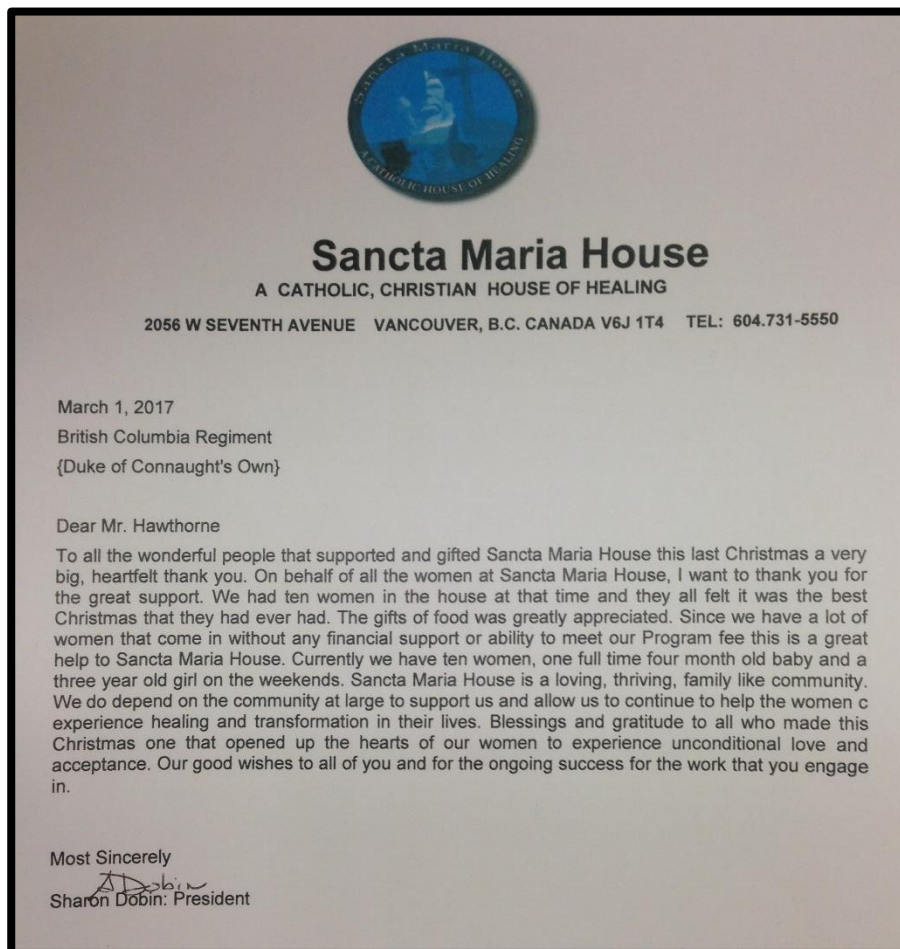 Sancta Maria House
A CATHOLIC HOUSE OF HEALING
Sancta Maria House
A CATHOLIC, CHRISTIAN HOUSE OF HEALING
2056 W SEVENTH AVENUE VANCOUVER, B.C. CANADA V6J 1T4 TEL: 604.731-5550
March 1, 2017
British Columbia Regiment
{Duke of Connaught's Own}
Dear Mr. Hawthorne
To all the wonderful people that supported and gifted Sancta Maria House this last Christmas a very
big, heartfelt thank you. On behalf of all the women at Sancta Maria House, I want to thank you for
the great support. We had ten women in the house at that time and they all felt it was the best
Christmas that they had ever had. The gifts of food was greatly appreciated. Since we have a lot of
women that come in without any financial support or ability to meet our Program fee this is a great
help to Sancta Maria House. Currently we have ten women, one full time four month old baby and a
three year old girl on the weekends. Sancta Maria House is a loving, thriving, family like community.
We do depend on the community at large to support us and allow us to continue to help the women c
experience healing and transformation in their lives. Blessings and gratitude to all who made this
Christmas one that opened up the hearts of our women to experience unconditional love and
acceptance. Our good wishes to all of you and for the ongoing success for the work that you engage
in.
Most Sincerely
SDobin
Sharon Dobin: President